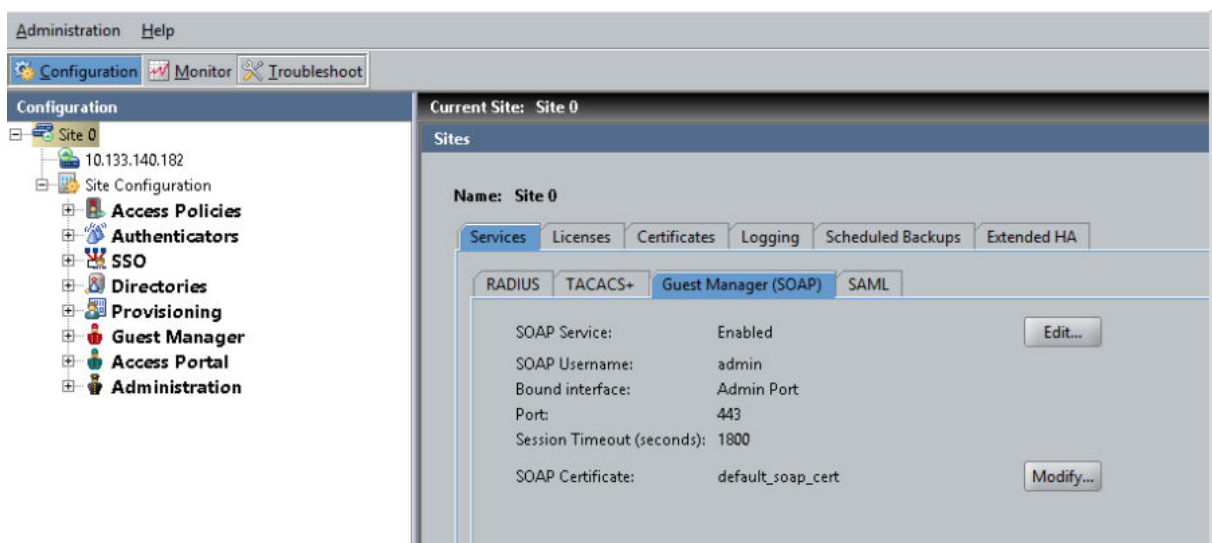 Administration Help
Configuration Monitor Troubleshoot
Configuration
Site 0
10.133.140.182
Site Configuration
Access Policies
Authenticators
SSO
Directories
Provisioning
Guest Manager
Access Portal
Administration
Current Site: Site 0
Sites
Name: Site 0
Services Licenses Certificates Logging Scheduled Backups Extended HA
RADIUS TACACS+ Guest Manager (SOAP) SAML
SOAP Service: Enabled Edit...
SOAP Username: admin
Bound interface: Admin Port
Port: 443
Session Timeout (seconds): 1800
SOAP Certificate: default_soap_cert Modify...